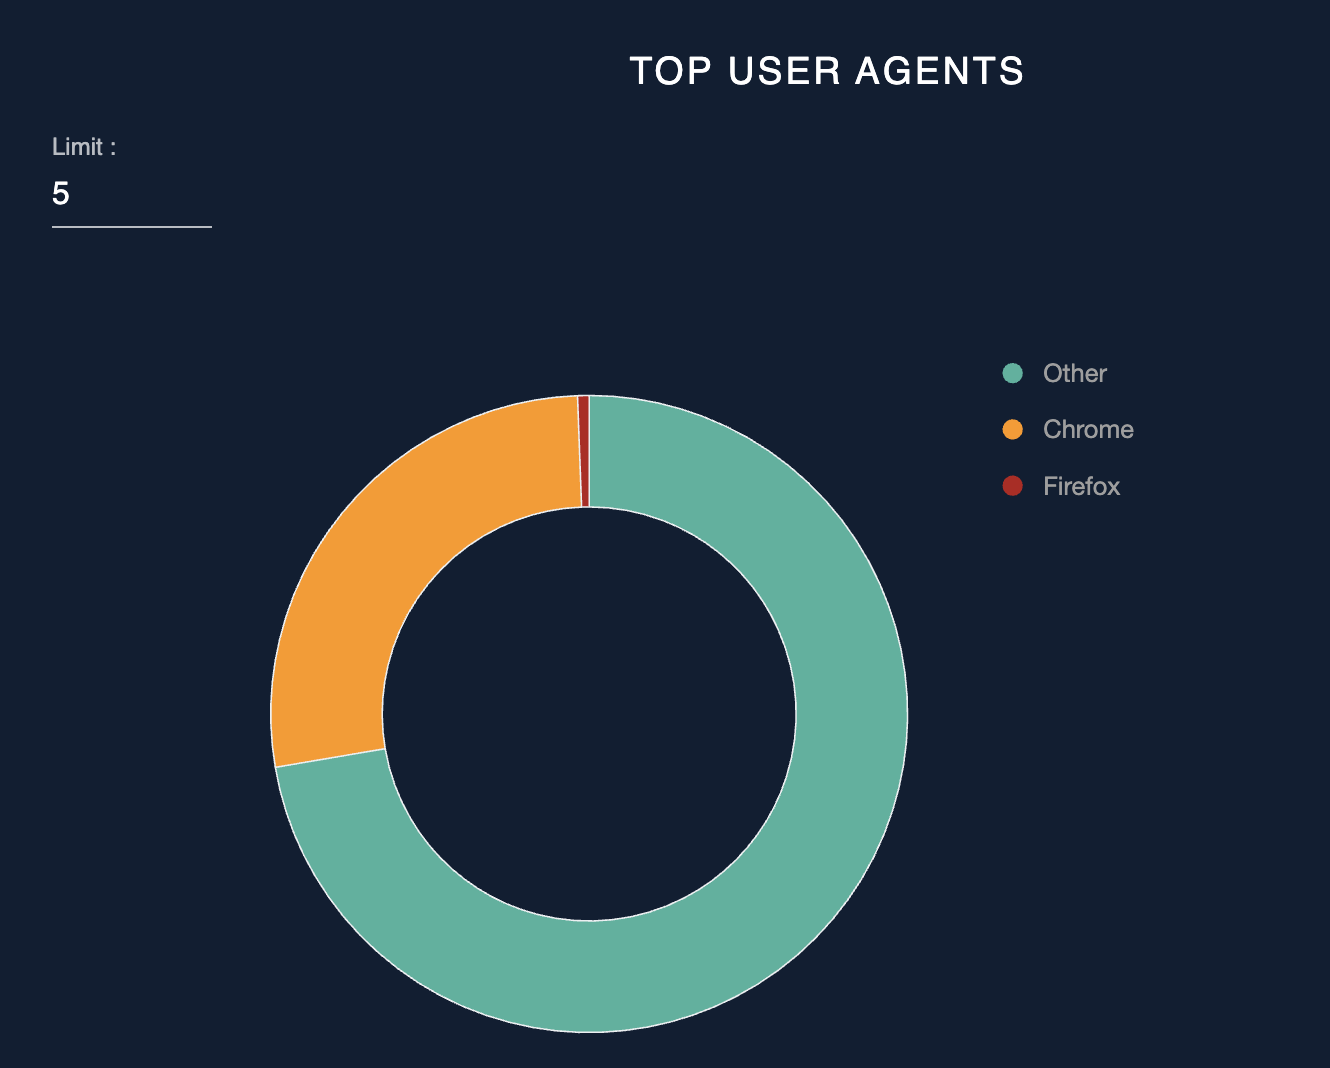 TOP USER AGENTS
Limit :
5
Other
Chrome
Firefox